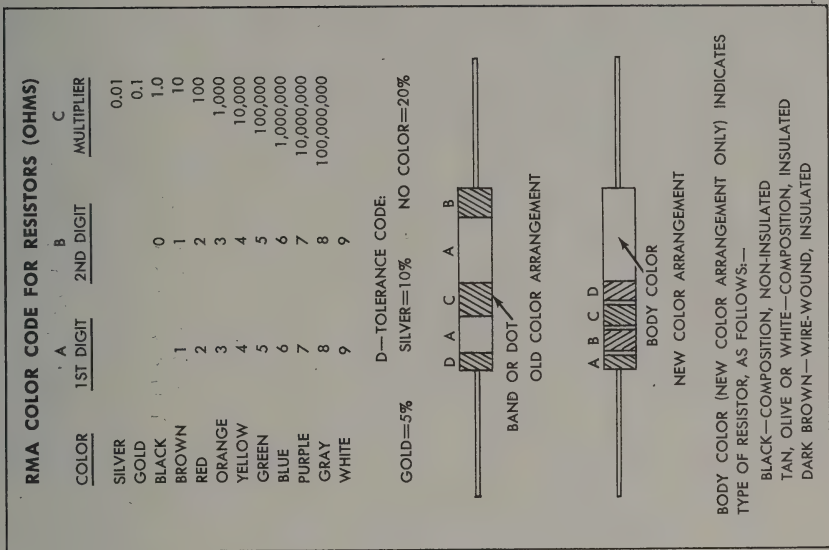 RMA COLOR CODE FOR RESISTORS (OHMS)
A B C
COLOR 1ST DIGIT 2ND DIGIT MULTIPLIER
SILVER 0.01
GOLD 0.1
BLACK 0 1.0
BROWN 1 1 10
RED 2 2 100
ORANGE 3 3 1,000
YELLOW 4 4 10,000
GREEN 5 5 100,000
BLUE 6 6 1,000,000
PURPLE 7 7 10,000,000
GRAY 8 8 100,000,000
WHITE 9 9
D—TOLERANCE CODE:
GOLD=5% SILVER=10% NO COLOR=20%
D A C A B
BAND OR DOT
OLD COLOR ARRANGEMENT
A B C D
BODY COLOR
NEW COLOR ARRANGEMENT
BODY COLOR (NEW COLOR ARRANGEMENT ONLY) INDICATES
TYPE OF RESISTOR, AS FOLLOWS:—
BLACK—COMPOSITION, NON-INSULATED
TAN, OLIVE OR WHITE—COMPOSITION, INSULATED
DARK BROWN—WIRE-WOUND, INSULATED